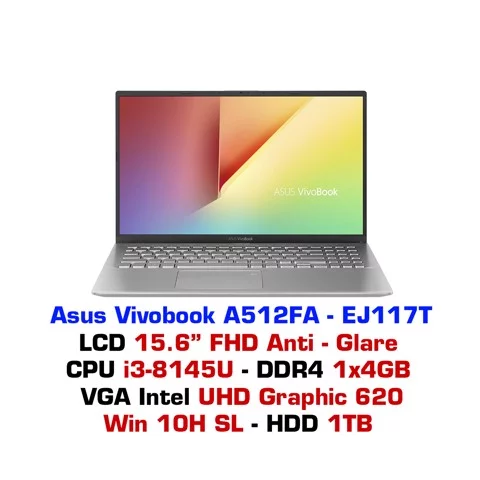 ASUS VivoBook
Asus Vivobook A512FA - EJ117T
LCD 15.6” FHD Anti - Glare
CPU i3-8145U - DDR4 1x4GB
VGA Intel UHD Graphic 620
Win 10H SL - HDD 1TB